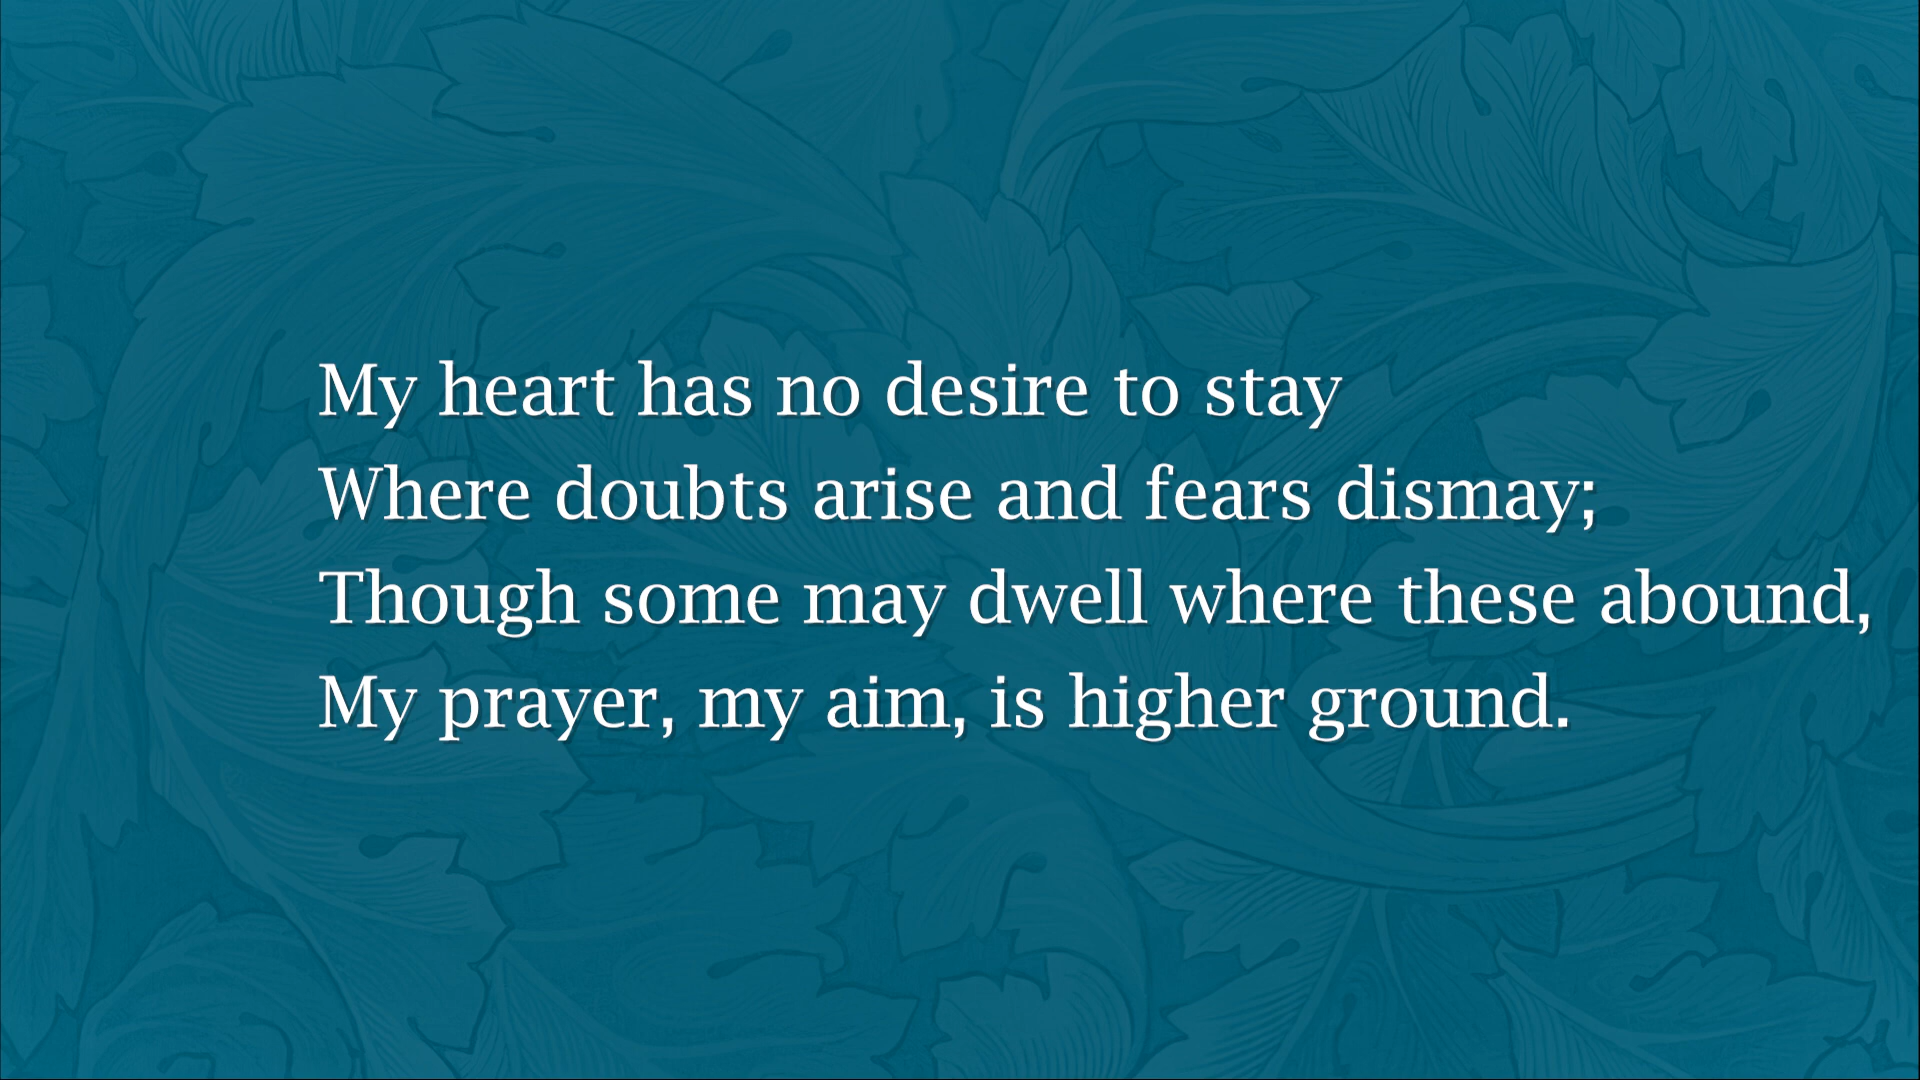 My heart has no desire to stay
Where doubts arise and fears dismay;
Though some may dwell where these abound,
My prayer, my aim, is higher ground.